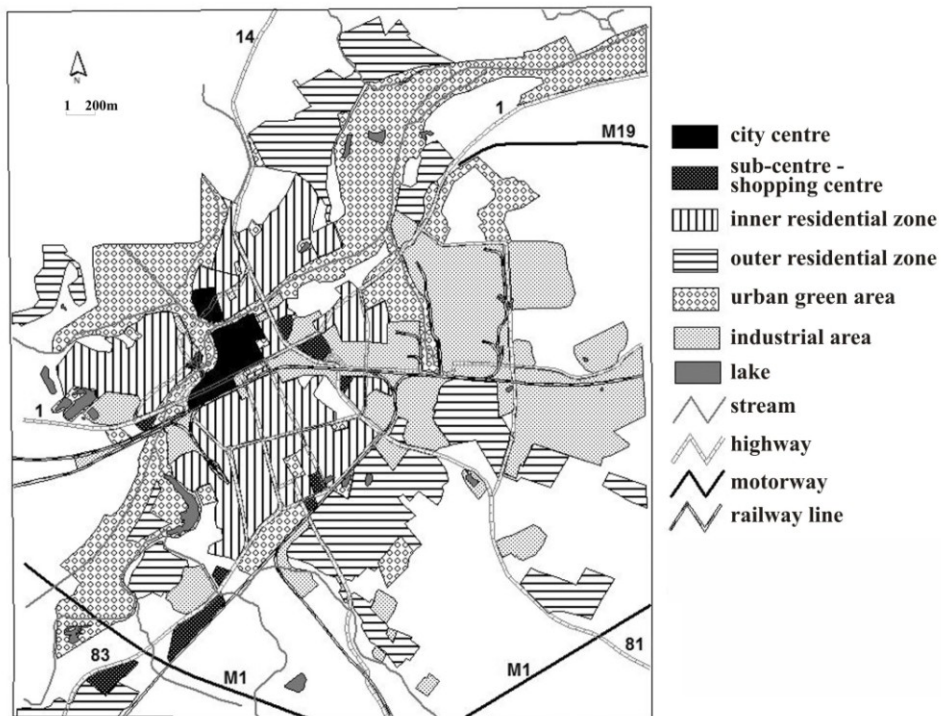 14
1
M19
N
1 200m
1
83
M1
M1
81
city centre
sub-centre -
shopping centre
inner residential zone
outer residential zone
urban green area
industrial area
lake
stream
highway
motorway
railway line